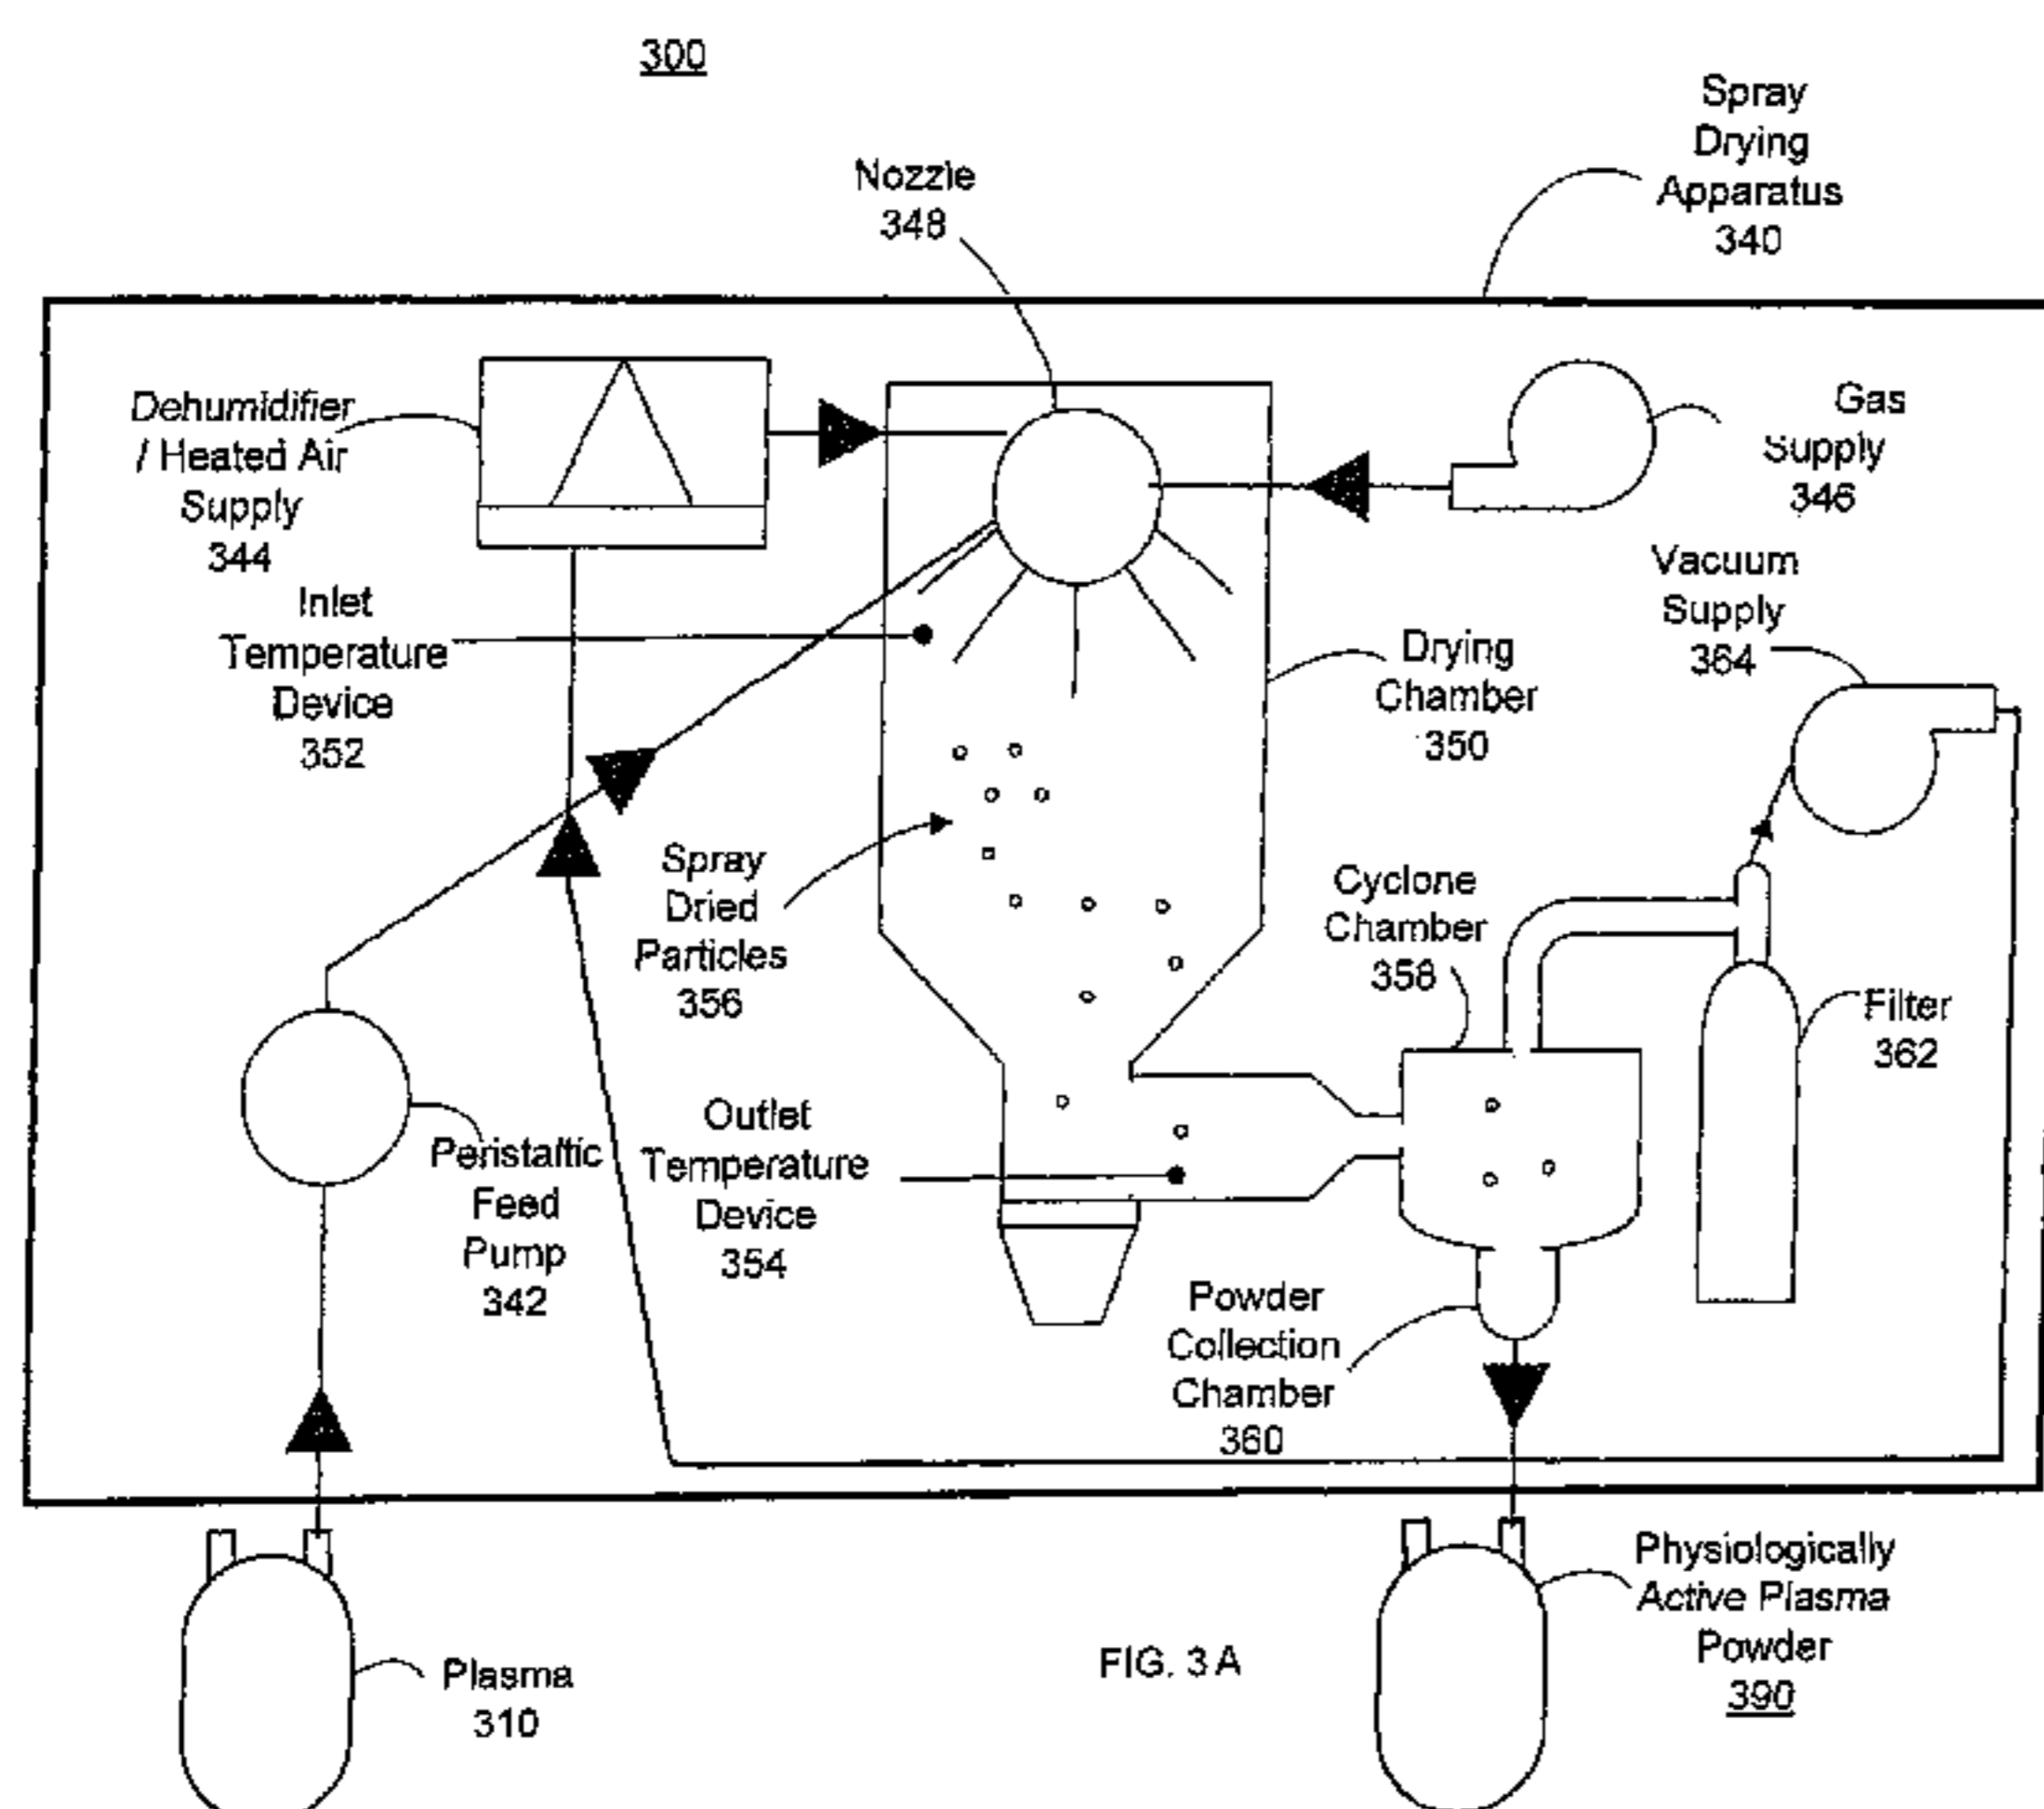 300
Spray
Drying
Apparatus
340
Nozzle
348
Dehumidifier
/ Heated Air
Supply
344
Gas
Supply
346
Inlet
Temperature
Device
352
Vacuum
Supply
364
Drying
Chamber
350
Spray
Dried
Particles
356
Cyclone
Chamber
358
Filter
362
Peristaltic
Feed
Pump
342
Outlet
Temperature
Device
354
Powder
Collection
Chamber
360
Plasma
310
FIG. 3A
Physiologically
Active Plasma
Powder
390